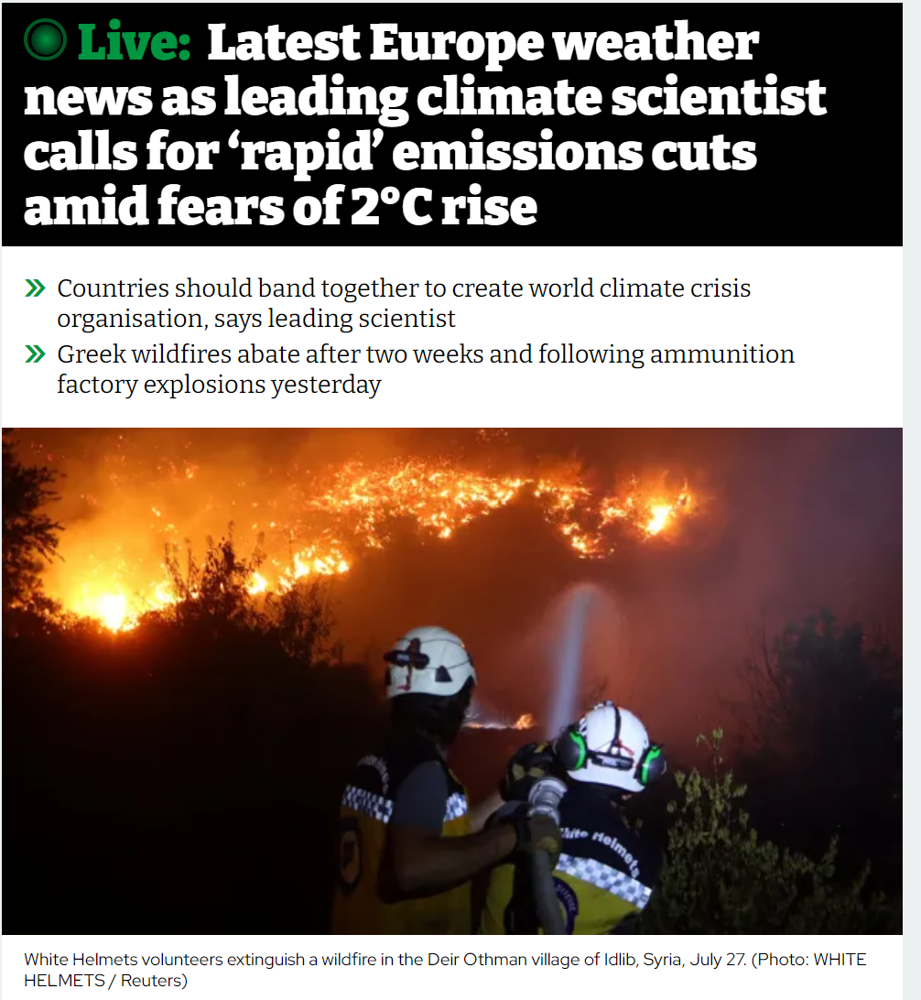 Live: Latest Europe weather
news as leading climate scientist
calls for ‘rapid’ emissions cuts
amid fears of 2°C rise
Countries should band together to create world climate crisis
organisation, says leading scientist
Greek wildfires abate after two weeks and following ammunition
factory explosions yesterday
White Helmets
White Helmets volunteers extinguish a wildfire in the Deir Othman village of Idlib, Syria, July 27. (Photo: WHITE
HELMETS / Reuters)